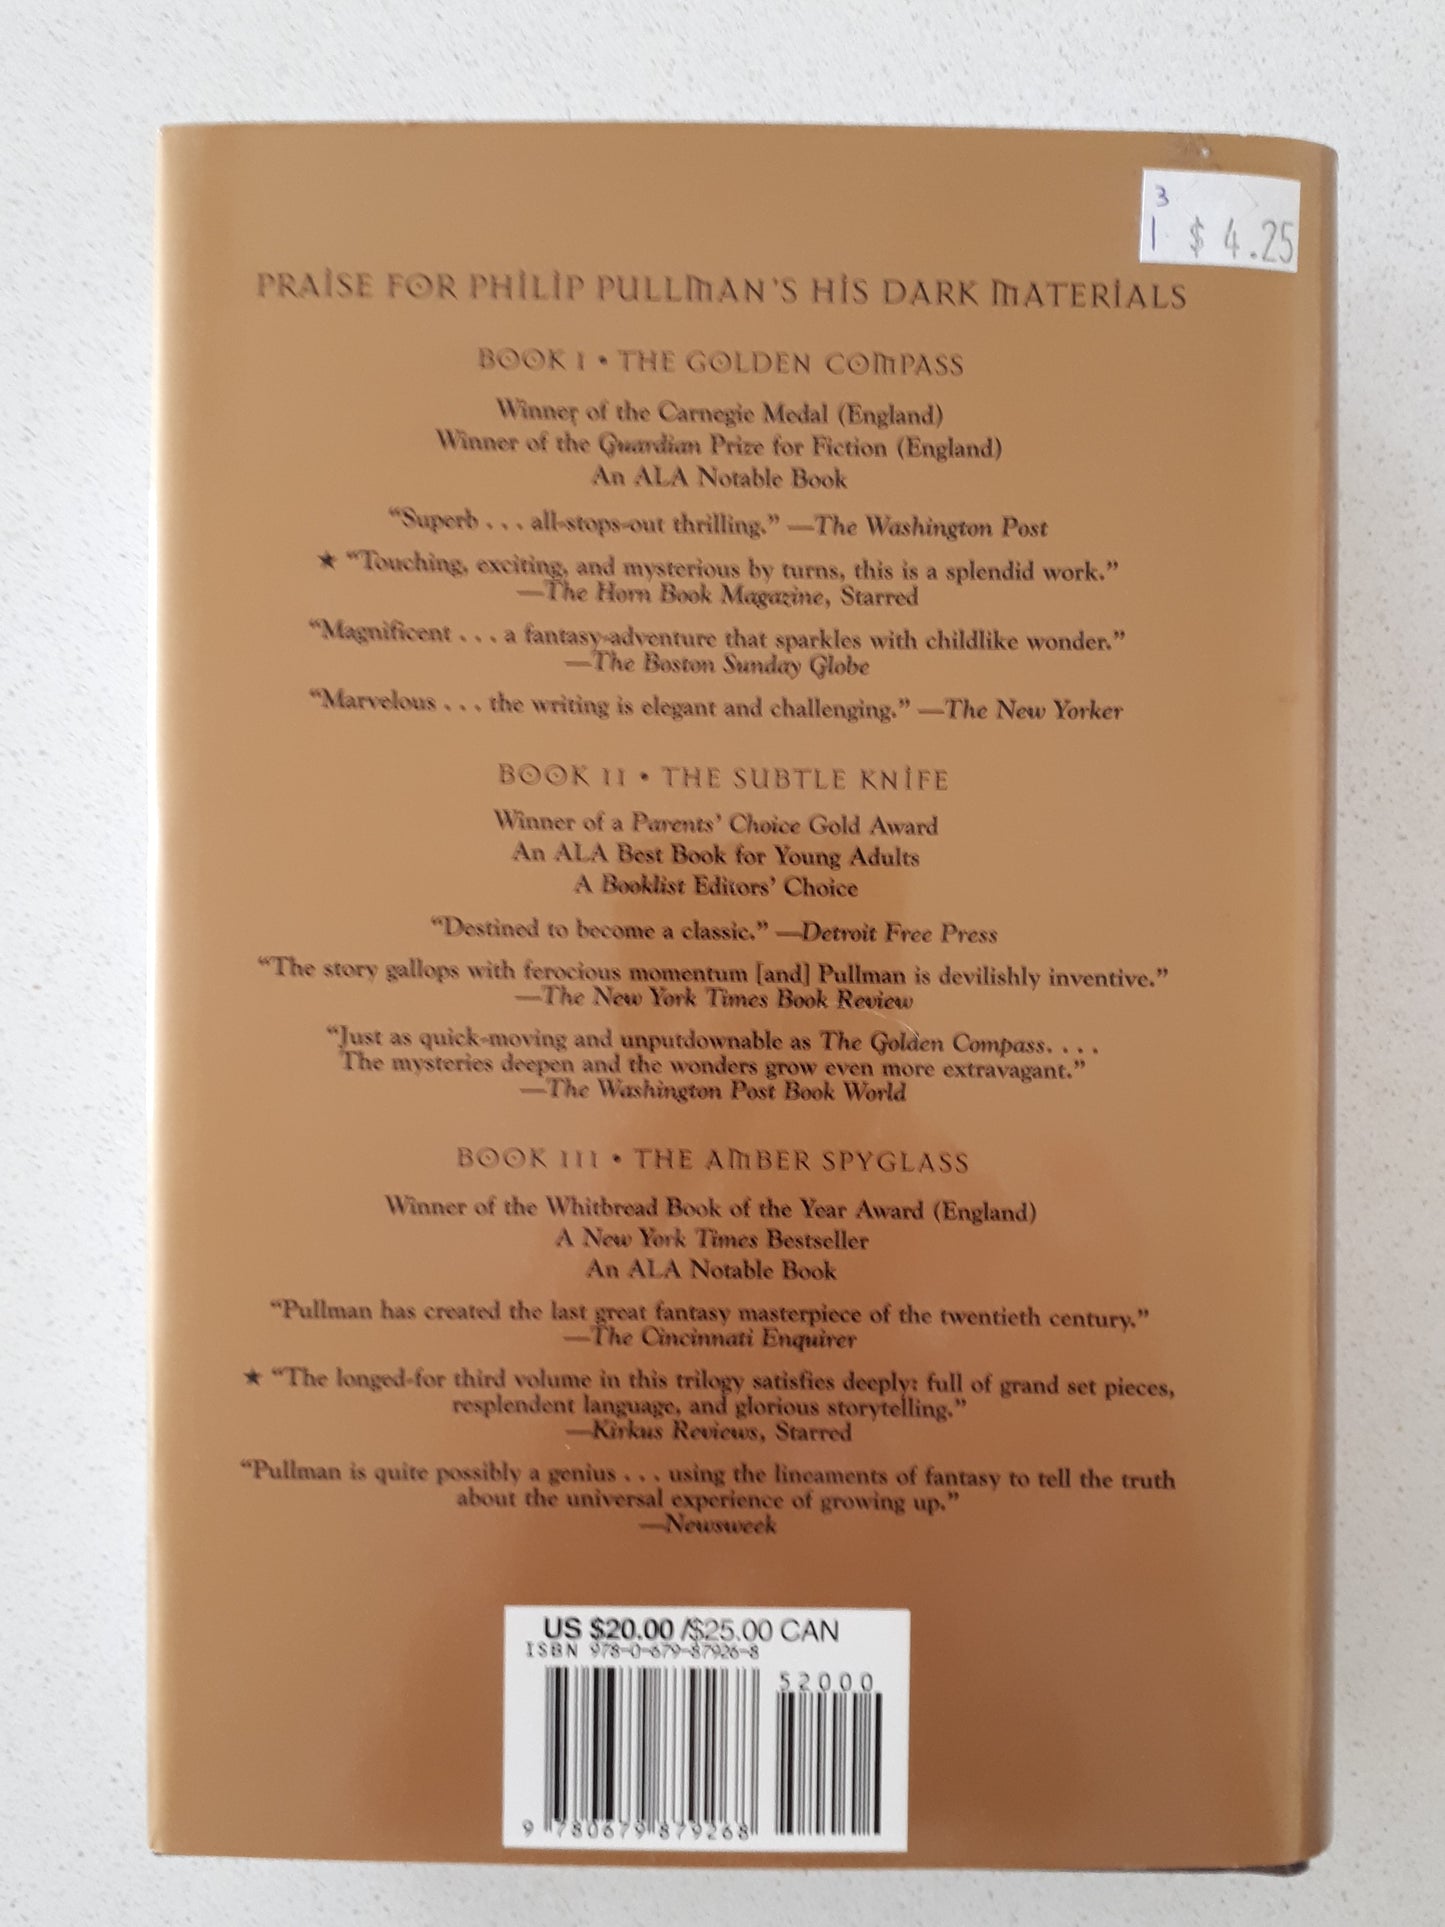 3
1 $ 4.25
PRAISE FOR PHILIP PULLMAN'S HIS DARK MATERIALS
BOOK I • THE GOLDEN COMPASS
Winner of the Carnegie Medal (England)
Winner of the Guardian Prize for Fiction (England)
An ALA Notable Book
“Superb . . . all-stops-out thrilling.” —The Washington Post
★ “Touching, exciting, and mysterious by turns, this is a splendid work.”
—The Horn Book Magazine, Starred
“Magnificent . . . a fantasy-adventure that sparkles with childlike wonder.”
—The Boston Sunday Globe
“Marvelous . . . the writing is elegant and challenging.” —The New Yorker
BOOK II • THE SUBTLE KNIFE
Winner of a Parents’ Choice Gold Award
An ALA Best Book for Young Adults
A Booklist Editors’ Choice
“Destined to become a classic.” —Detroit Free Press
“The story gallops with ferocious momentum [and] Pullman is devilishly inventive.”
—The New York Times Book Review
“Just as quick-moving and unputdownable as The Golden Compass. . . .
The mysteries deepen and the wonders grow even more extravagant.”
—The Washington Post Book World
BOOK III • THE AMBER SPYGLASS
Winner of the Whitbread Book of the Year Award (England)
A New York Times Bestseller
An ALA Notable Book
“Pullman has created the last great fantasy masterpiece of the twentieth century.”
—The Cincinnati Enquirer
★ “The longed-for third volume in this trilogy satisfies deeply: full of grand set pieces,
resplendent language, and glorious storytelling.”
—Kirkus Reviews, Starred
“Pullman is quite possibly a genius . . . using the lineaments of fantasy to tell the truth
about the universal experience of growing up.”
—Newsweek
US $20.00 /$25.00 CAN
ISBN 978-0-679-87926-8
52000
9 780679 879268